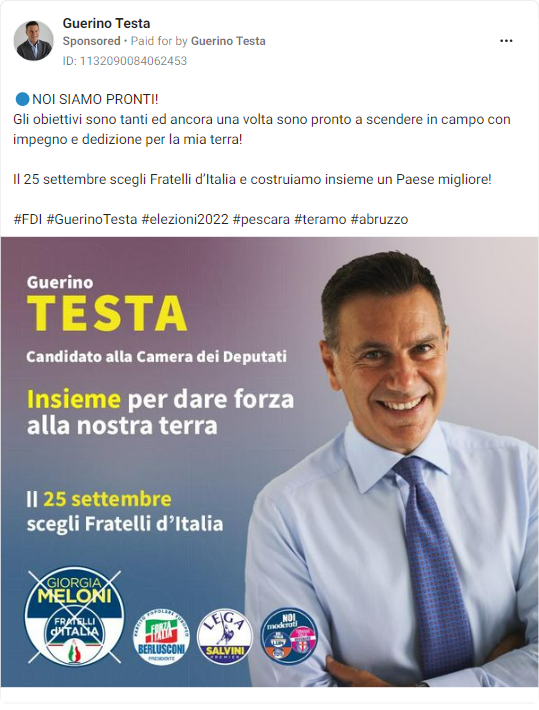 Guerino Testa
Sponsored • Paid for by Guerino Testa
ID: 1132090084062453
NOI SIAMO PRONTI!
Gli obiettivi sono tanti ed ancora una volta sono pronto a scendere in campo con
impegno e dedizione per la mia terra!
Il 25 settembre scegli Fratelli d'Italia e costruiamo insieme un Paese migliore!
#FDI #GuerinoTesta #elezioni2022 #pescara #teramo #abruzzo
Guerino
TESTA
Candidato alla Camera dei Deputati
Insieme per dare forza
alla nostra terra
Il 25 settembre
scegli Fratelli d'Italia
GIORGIA
MELONI
FRATELLI
d'ITALIA
PARTITO POPOLARE EUROPEO
FORZA
ITALIA
BERLUSCONI
PRESIDENTE
LEGA
SALVINI
PREMIER
NOI
moderati